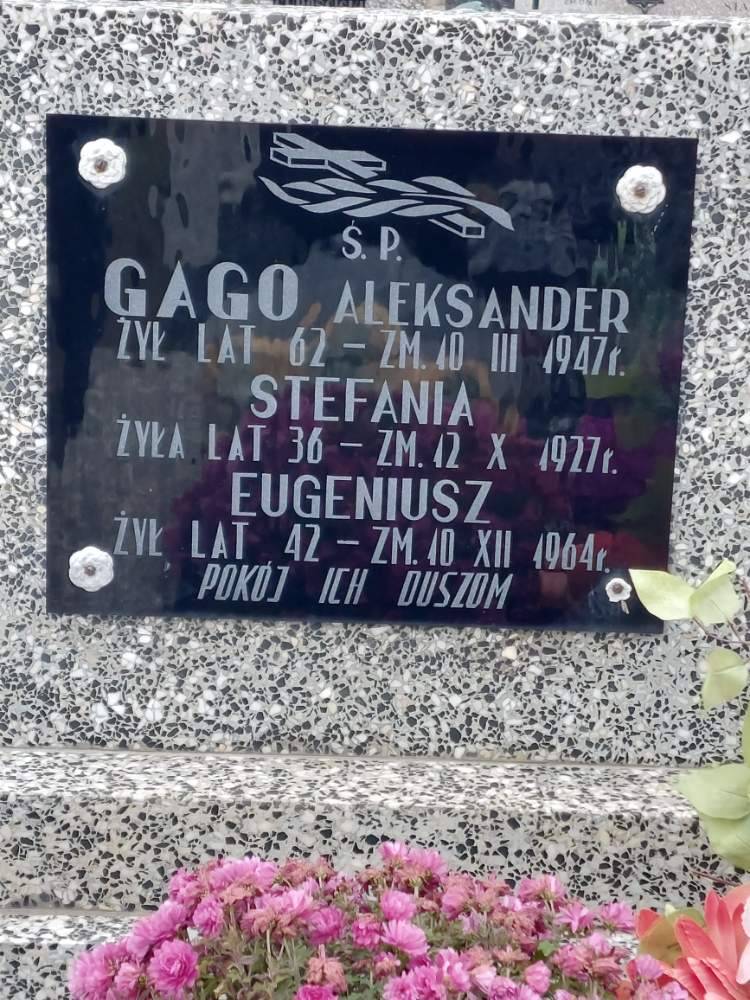 Ś. P.
GAGO ALEKSANDER
ŻYŁ LAT 62 – ZM. 10 III 1947r.
STEFANIA
ŻYŁA LAT 36 – ZM. 12 X 1927r.
EUGENIUSZ
ŻYŁ LAT 42 – ZM. 10 XII 1964r.
POKÓJ ICH DUSZOM